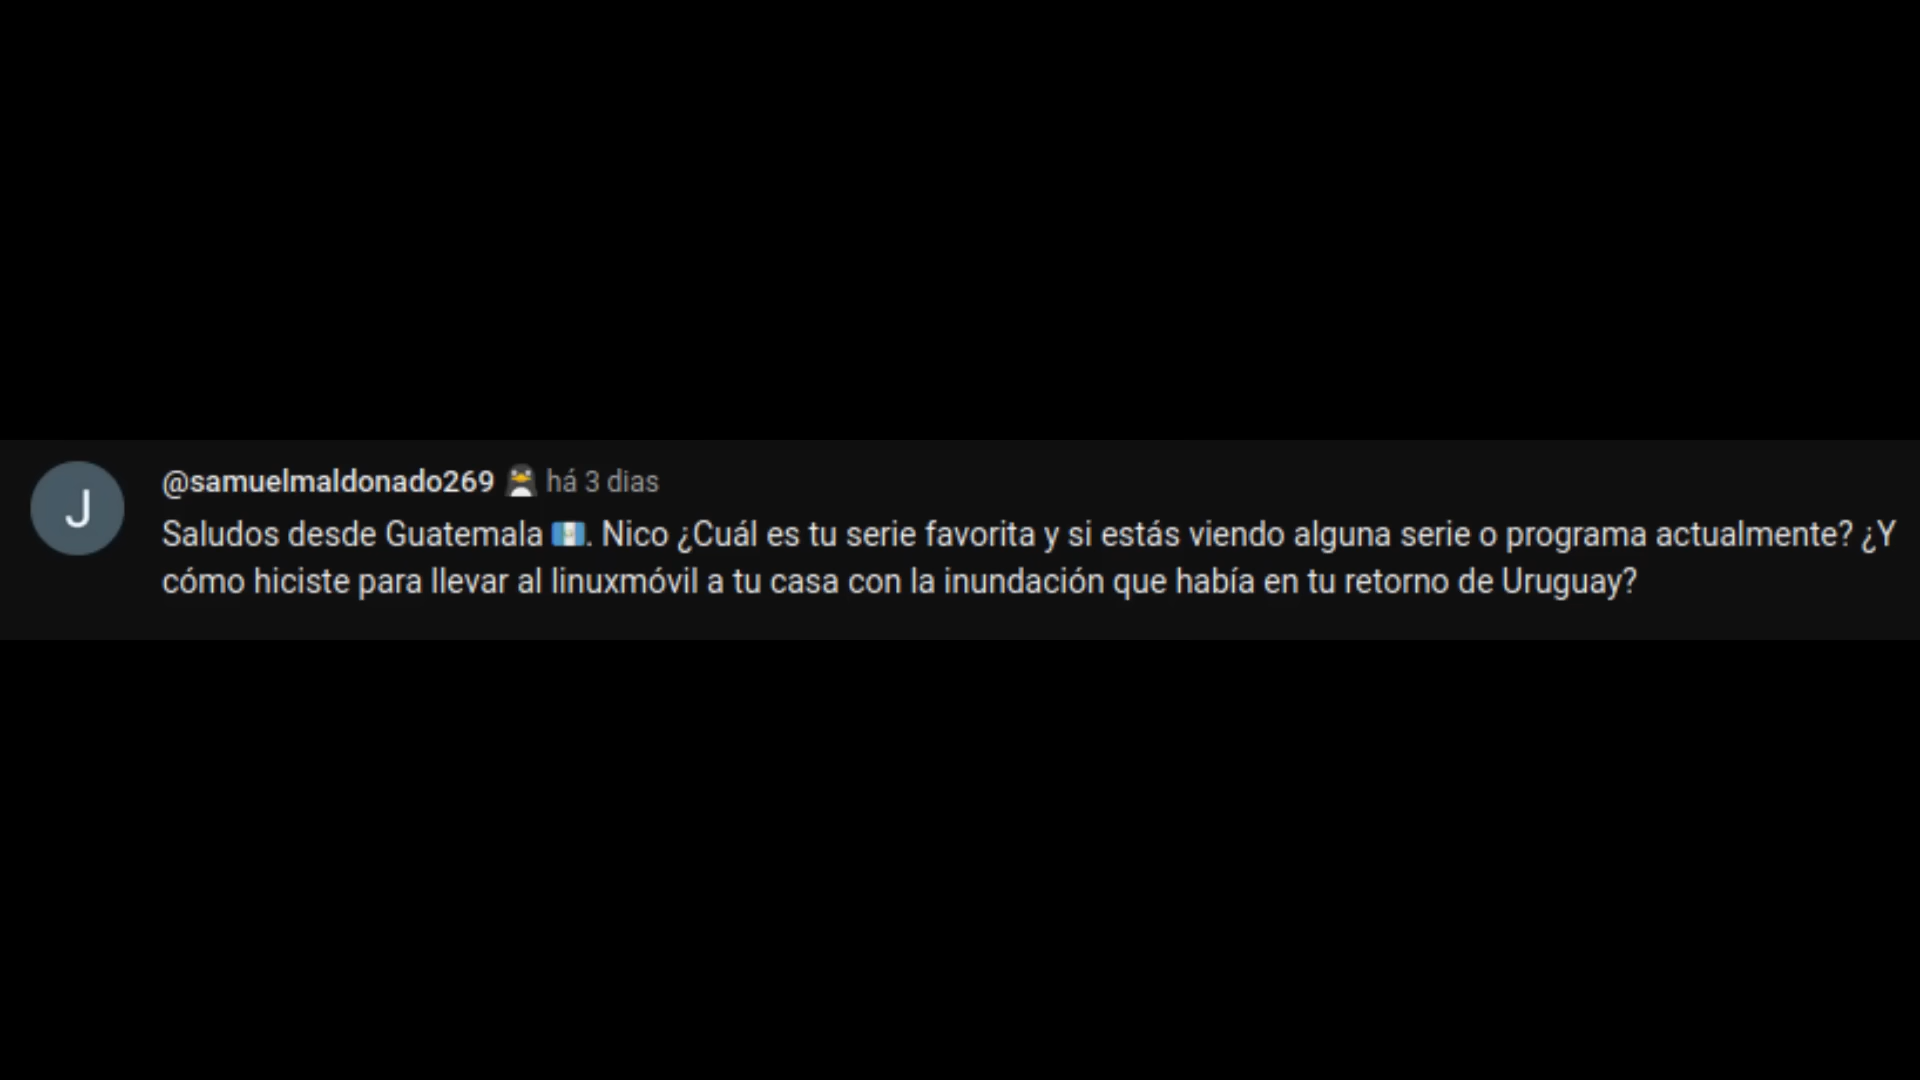 J
@samuelmaldonado269 há 3 dias
Saludos desde Guatemala 🇬🇹. Nico ¿Cuál es tu serie favorita y si estás viendo alguna serie o programa actualmente? ¿Y
cómo hiciste para llevar al linuxmóvil a tu casa con la inundación que había en tu retorno de Uruguay?